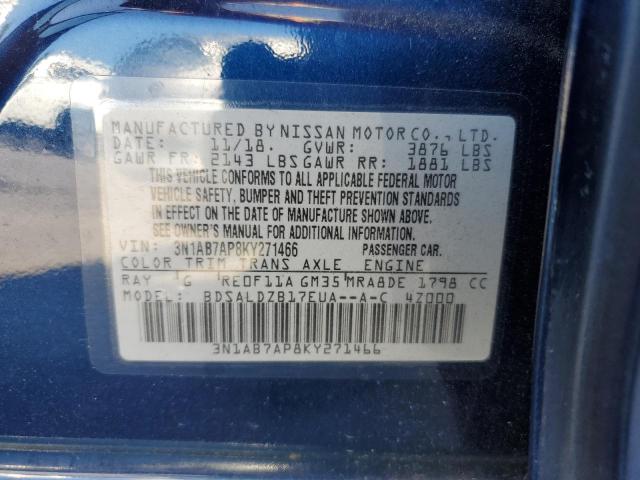 MANUFACTURED BY NISSAN MOTOR CO., LTD.
DATE: 11/18. GVWR: 3876 LBS
GAWR FR: 2143 LBS GAWR RR: 1881 LBS
THIS VEHICLE CONFORMS TO ALL APPLICABLE FEDERAL MOTOR
VEHICLE SAFETY, BUMPER AND THEFT PREVENTION STANDARDS
IN EFFECT ON THE DATE OF MANUFACTURE SHOWN ABOVE.
SEE OWNER'S MANUAL FOR ADDITIONAL INFORMATION.
VIN: 3N1AB7AP8KY271466 PASSENGER CAR.
COLOR TRIM TRANS AXLE ENGINE
RAY G RE0F11A GM35 MRA8DE 1798 CC
MODEL: BDSALDZB17EUA--A-C 4Z000
3N1AB7AP8KY271466